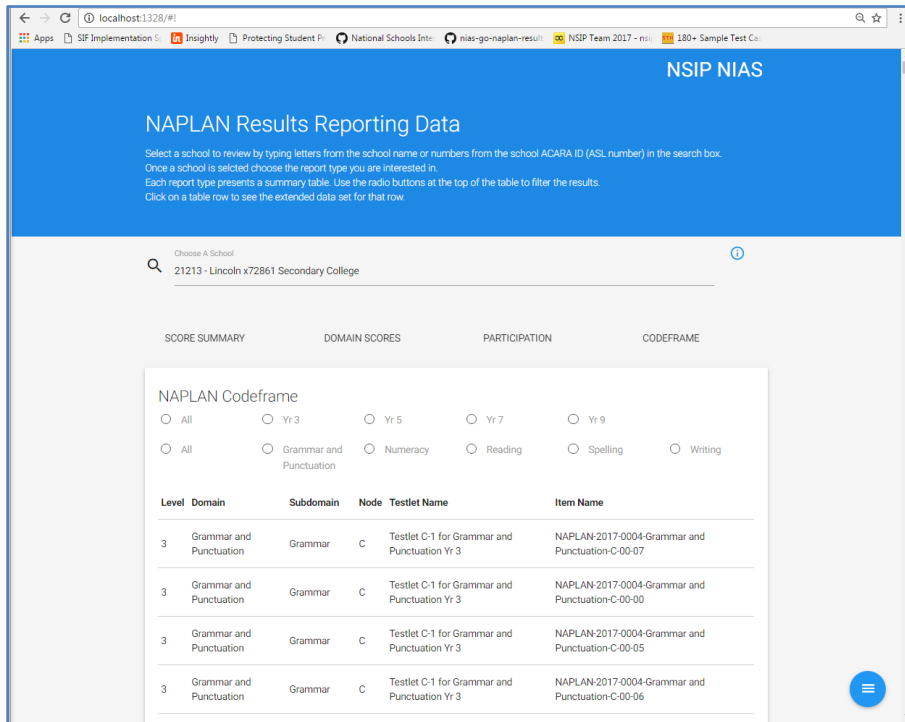 localhost:1328/#!
Apps SIF Implementation S Insightly Protecting Student Pr National Schools Inte nias-go-naplan-result NSIP Team 2017 - nsi 180+ Sample Test Cas
NSIP NIAS
NAPLAN Results Reporting Data
Select a school to review by typing letters from the school name or numbers from the school ACARA ID (ASL number) in the search box.
Once a school is selcted choose the report type you are interested in.
Each report type presents a summary table. Use the radio buttons at the top of the table to filter the results.
Click on a table row to see the extended data set for that row.
Choose A School
21213 - Lincoln x72861 Secondary College
SCORE SUMMARY DOMAIN SCORES PARTICIPATION CODEFRAME
NAPLAN Codeframe
All Yr 3 Yr 5 Yr 7 Yr 9
All Grammar and Numeracy Reading Spelling Writing
Punctuation
Level Domain Subdomain Node Testlet Name Item Name
Grammar and Testlet C-1 for Grammar and NAPLAN-2017-0004-Grammar and
3 Grammar C
Punctuation Punctuation Yr 3 Punctuation-C-00-07
Grammar and Testlet C-1 for Grammar and NAPLAN-2017-0004-Grammar and
3 Grammar C
Punctuation Punctuation Yr 3 Punctuation-C-00-00
Grammar and Testlet C-1 for Grammar and NAPLAN-2017-0004-Grammar and
3 Grammar C
Punctuation Punctuation Yr 3 Punctuation-C-00-05
Grammar and Testlet C-1 for Grammar and NAPLAN-2017-0004-Grammar and
3 Grammar C
Punctuation Punctuation Yr 3 Punctuation-C-00-06